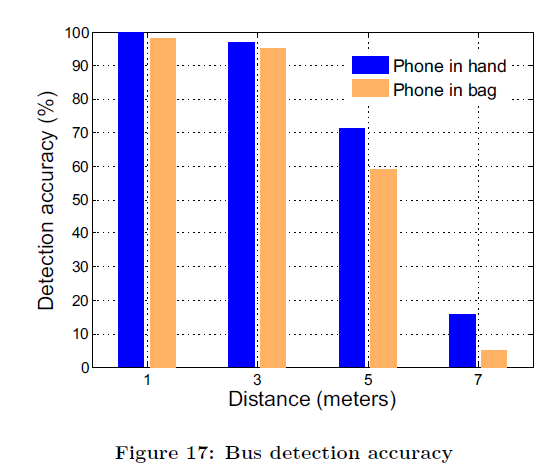 100
90
80
70
60
50
40
30
20
10
0
Detection accuracy (%)
Phone in hand
Phone in bag
1 3 5 7
Distance (meters)
Figure 17: Bus detection accuracy